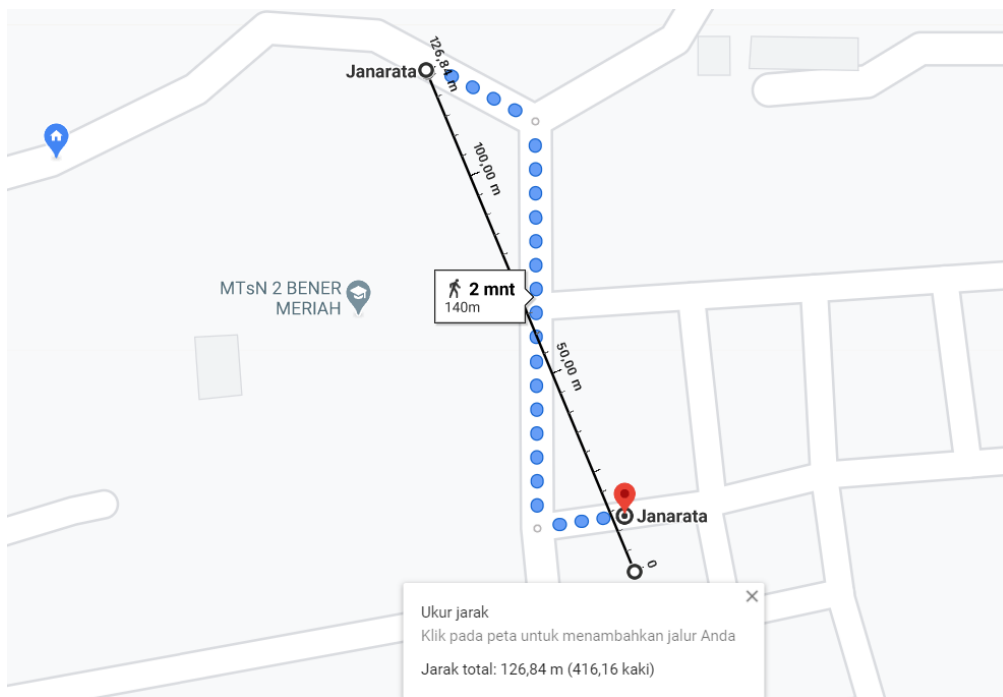 126,84 m
Janarata
100,00 m
MTsN 2 BENER
MERIAH
2 mnt
140m
50,00 m
Janarata
0
Ukur jarak
Klik pada peta untuk menambahkan jalur Anda
Jarak total: 126,84 m (416,16 kaki)